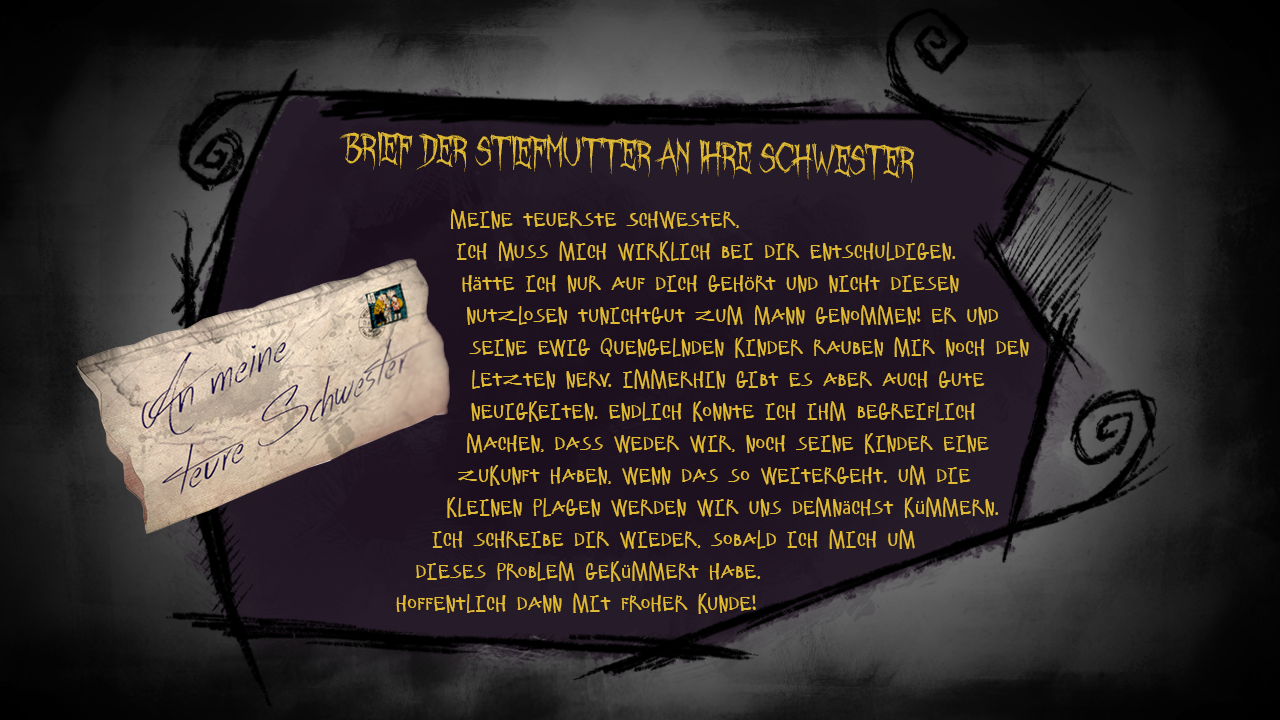 BRIEF DER STIEFMUTTER AN IHRE SCHWESTER
MEINE TEUERSTE SCHWESTER,
ICH MUSS MICH WIRKLICH BEI DIR ENTSCHULDIGEN.
HÄTTE ICH NUR AUF DICH GEHÖRT UND NICHT DIESEN
NUTZLOSEN TUNICHTGUT ZUM MANN GENOMMEN! ER UND
SEINE EWIG QUENGELNDEN KINDER RAUBEN MIR NOCH DEN
LETZTEN NERV. IMMERHIN GIBT ES ABER AUCH GUTE
NEUIGKEITEN. ENDLICH KONNTE ICH IHM BEGREIFLICH
MACHEN, DASS WEDER WIR, NOCH SEINE KINDER EINE
ZUKUNFT HABEN, WENN DAS SO WEITERGEHT. UM DIE
KLEINEN PLAGEN WERDEN WIR UNS DEMNÄCHST KÜMMERN.
ICH SCHREIBE DIR WIEDER, SOBALD ICH MICH UM
DIESES PROBLEM GEKÜMMERT HABE.
HOFFENTLICH DANN MIT FROHER KUNDE!
An meine
teure Schwester